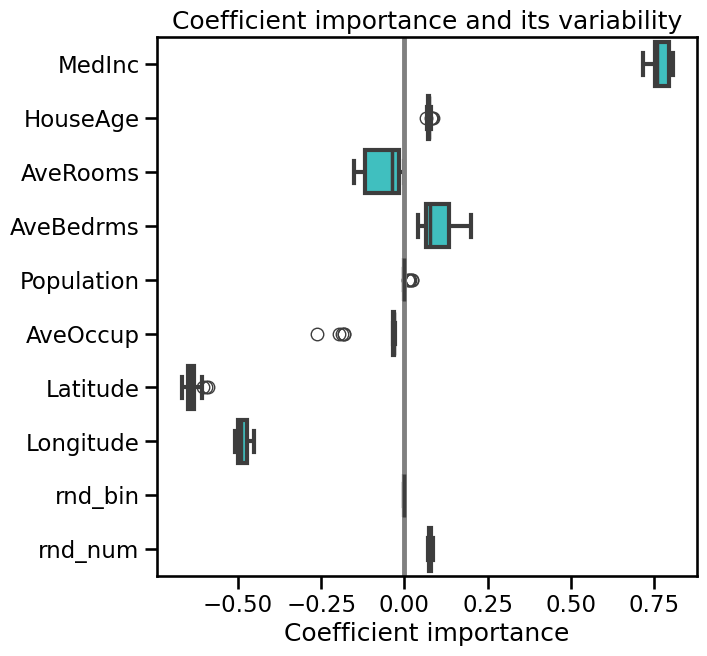 Coefficient importance and its variability
MedInc
HouseAge
AveRooms
AveBedrms
Population
AveOccup
Latitude
Longitude
rnd_bin
rnd_num
−0.50 −0.25 0.00 0.25 0.50 0.75
Coefficient importance